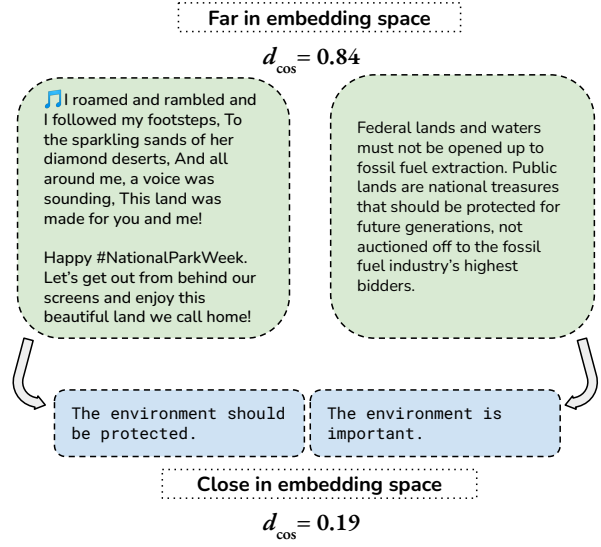 Far in embedding space
d_cos = 0.84
🎵I roamed and rambled and
I followed my footsteps, To
the sparkling sands of her
diamond deserts, And all
around me, a voice was
sounding, This land was
made for you and me!
Happy #NationalParkWeek.
Let's get out from behind our
screens and enjoy this
beautiful land we call home!
Federal lands and waters
must not be opened up to
fossil fuel extraction. Public
lands are national treasures
that should be protected for
future generations, not
auctioned off to the fossil
fuel industry's highest
bidders.
The environment should
be protected.
The environment is
important.
Close in embedding space
d_cos = 0.19